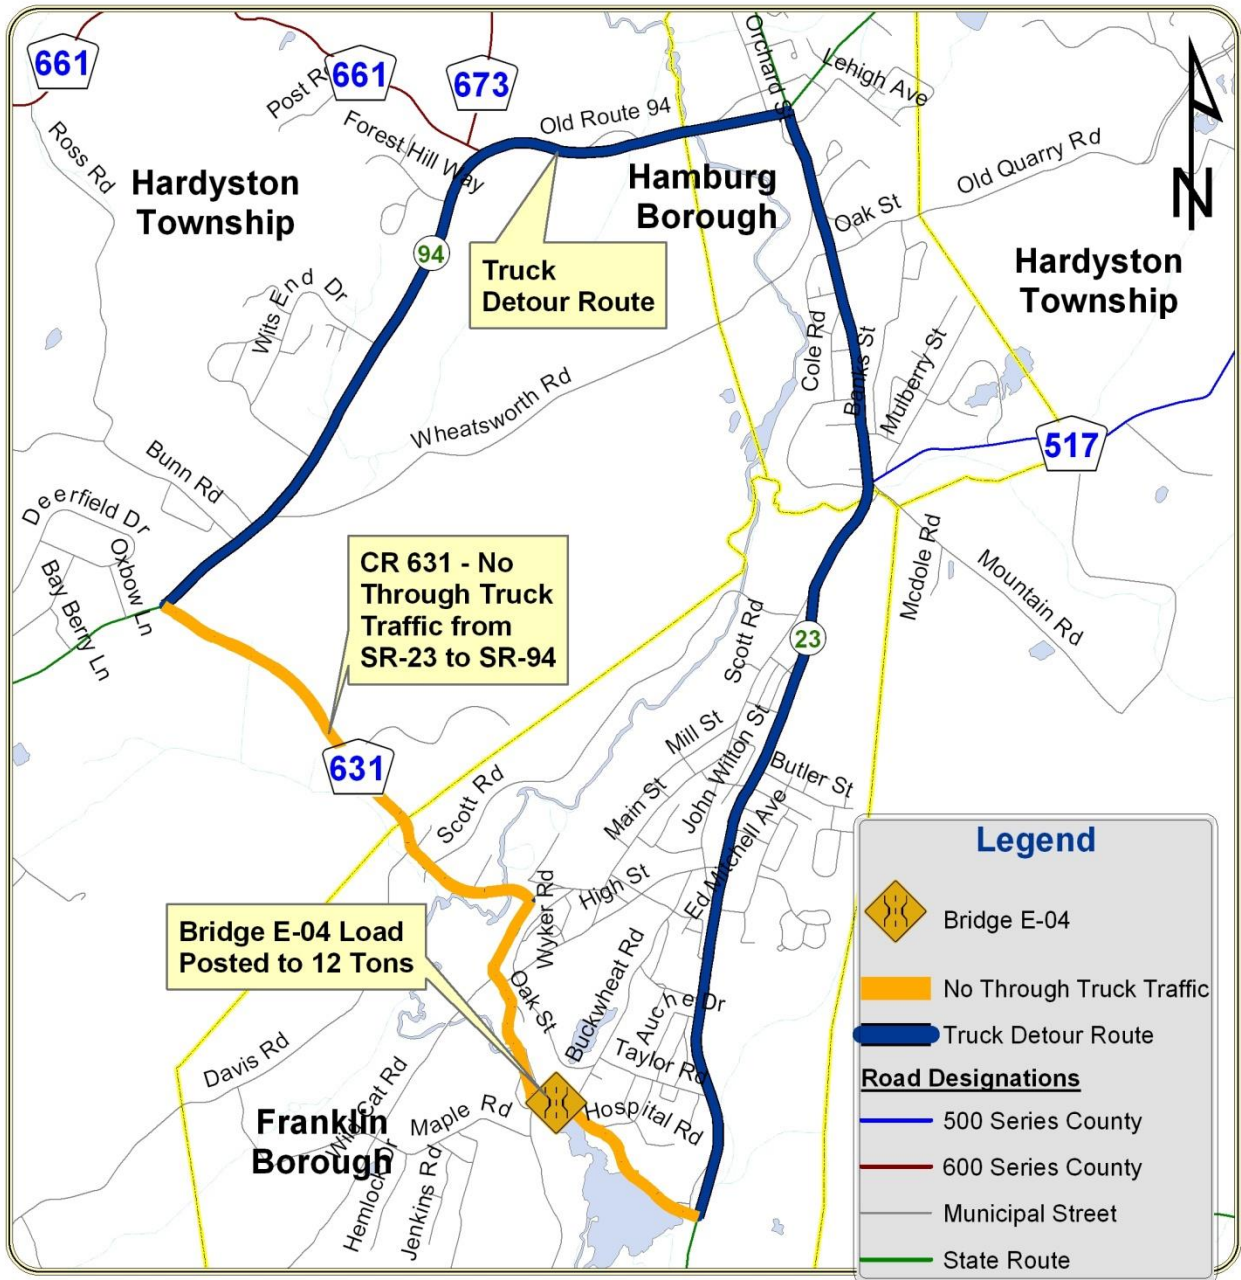 661
661
673
Post Rd
Orchard St
Lehigh Ave
Old Route 94
Forest Hill Way
Ross Rd
Old Quarry Rd
Hardyston
Township
Hamburg
Borough
N
Oak St
94
Truck
Detour Route
Hardyston
Township
Wits End Dr
Cole Rd
Banks St
Mulberry St
Wheatsworth Rd
517
Bunn Rd
Deerfield Dr
Oxbow Ln
Bay Berry Ln
CR 631 - No
Through Truck
Traffic from
SR-23 to SR-94
Mcdole Rd
Mountain Rd
Scott Rd
23
Mill St
John Wilton St
631
Butler St
Scott Rd
Main St
Ed Mitchell Ave
High St
Wyker Rd
Bridge E-04 Load
Posted to 12 Tons
Oak St
Buckwheat Rd
Auche Dr
Taylor Rd
Davis Rd
Wild Cat Rd
Maple Rd
Hospital Rd
Franklin
Borough
Hemlock Dr
Jenkins Rd
Legend
Bridge E-04
No Through Truck Traffic
Truck Detour Route
Road Designations
500 Series County
600 Series County
Municipal Street
State Route